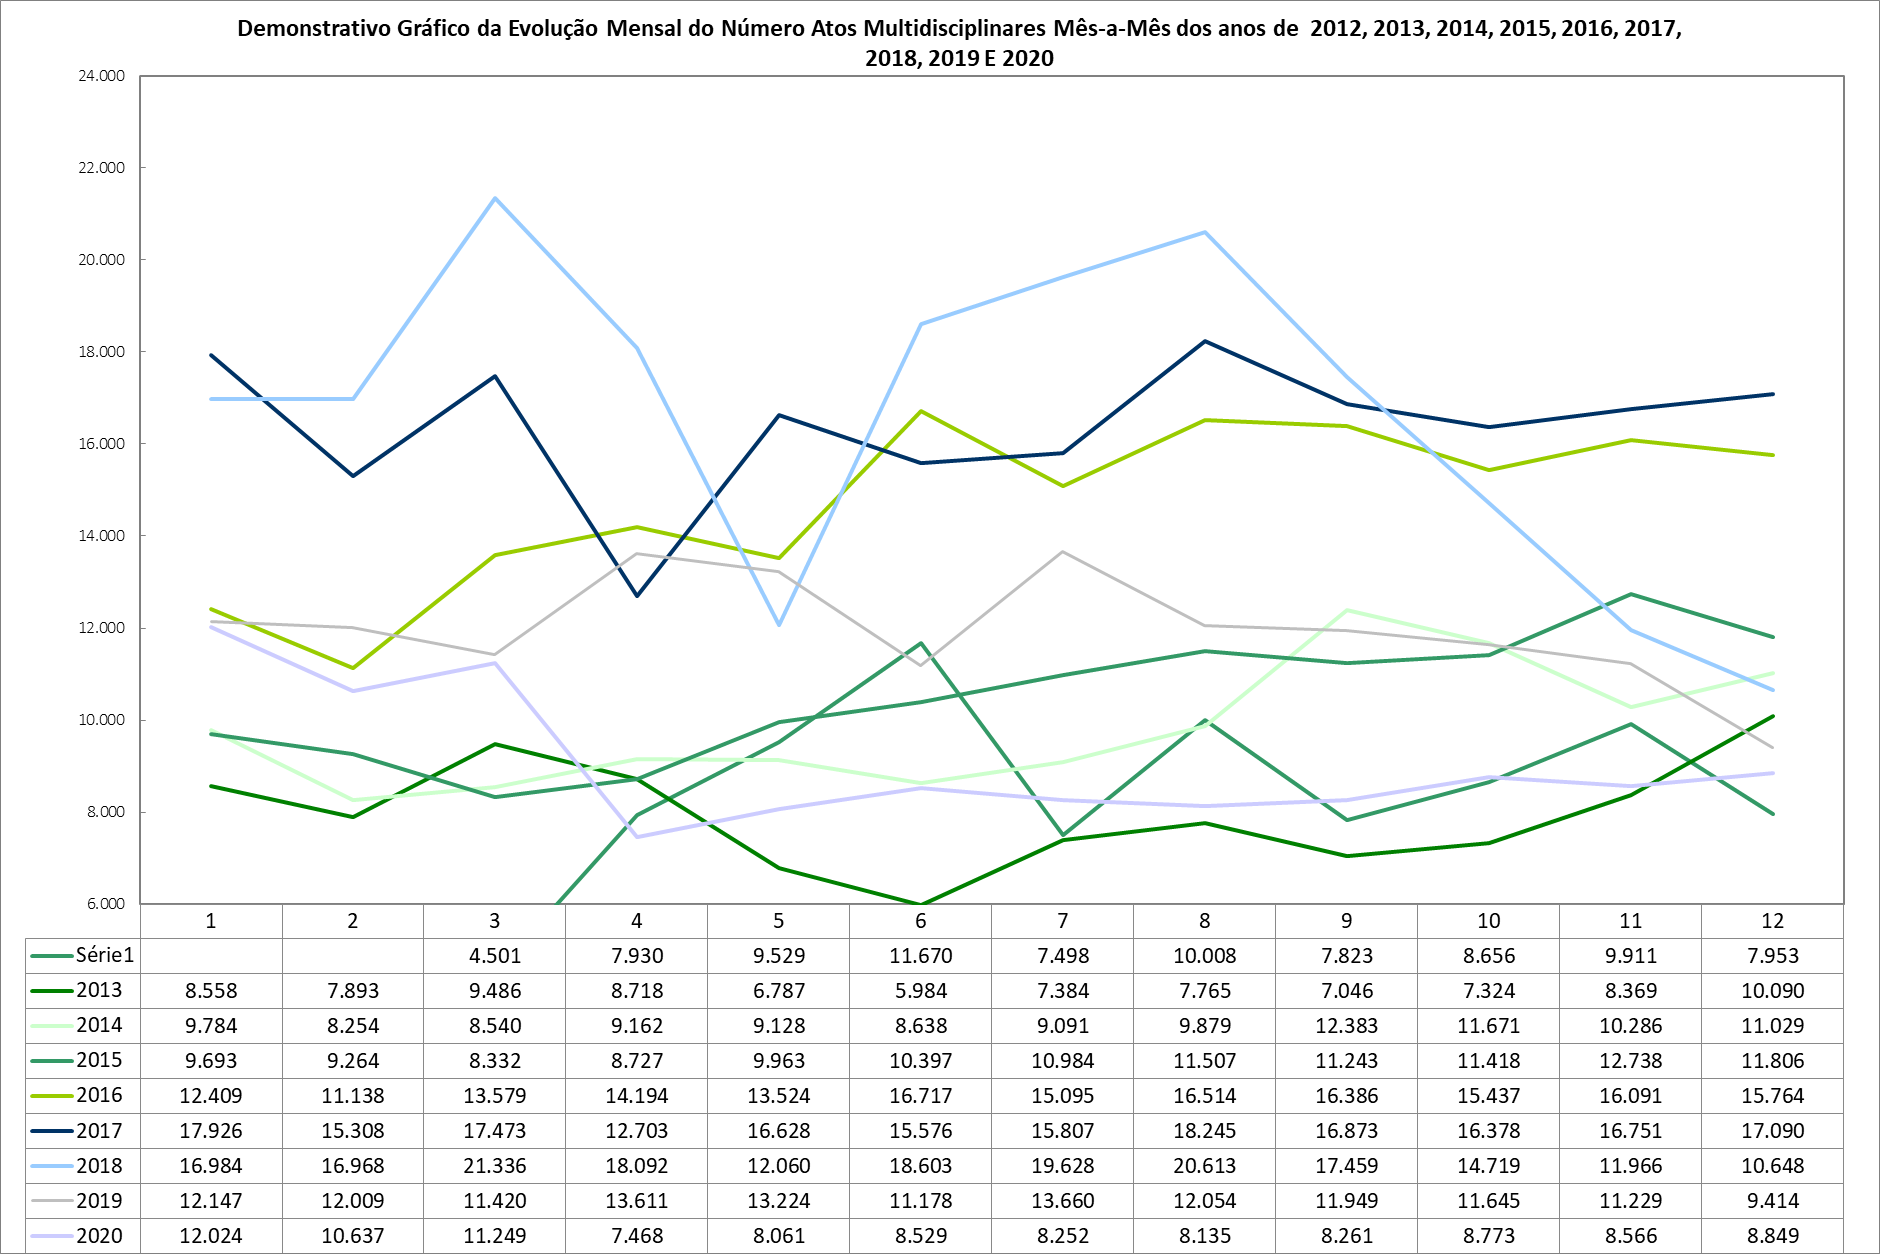 Demonstrativo Gráfico da Evolução Mensal do Número Atos Multidisciplinares Mês-a-Mês dos anos de 2012, 2013, 2014, 2015, 2016, 2017,
2018, 2019 E 2020
24.000
22.000
20.000
18.000
16.000
14.000
12.000
10.000
8.000
6.000
1 2 3 4 5 6 7 8 9 10 11 12
Série1 4.501 7.930 9.529 11.670 7.498 10.008 7.823 8.656 9.911 7.953
2013 8.558 7.893 9.486 8.718 6.787 5.984 7.384 7.765 7.046 7.324 8.369 10.090
2014 9.784 8.254 8.540 9.162 9.128 8.638 9.091 9.879 12.383 11.671 10.286 11.029
2015 9.693 9.264 8.332 8.727 9.963 10.397 10.984 11.507 11.243 11.418 12.738 11.806
2016 12.409 11.138 13.579 14.194 13.524 16.717 15.095 16.514 16.386 15.437 16.091 15.764
2017 17.926 15.308 17.473 12.703 16.628 15.576 15.807 18.245 16.873 16.378 16.751 17.090
2018 16.984 16.968 21.336 18.092 12.060 18.603 19.628 20.613 17.459 14.719 11.966 10.648
2019 12.147 12.009 11.420 13.611 13.224 11.178 13.660 12.054 11.949 11.645 11.229 9.414
2020 12.024 10.637 11.249 7.468 8.061 8.529 8.252 8.135 8.261 8.773 8.566 8.849